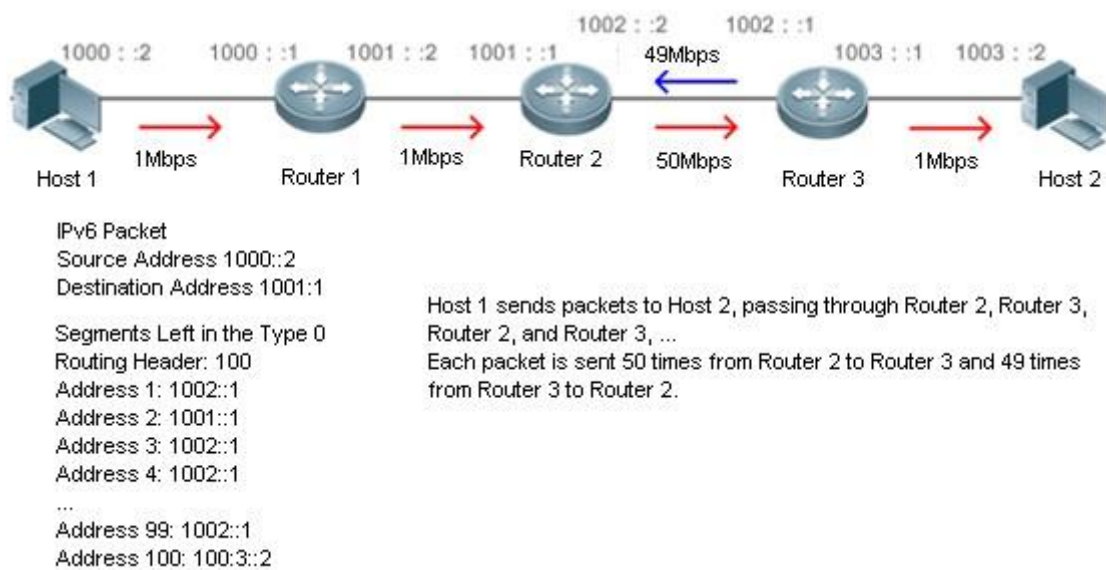 1002 : : :2 1002 : : :1
1000 : : :2 1000 : : :1 1001 : : :2 1001 : : :1 49Mbps 1003 : : :1 1003 : : :2
1Mbps 1Mbps 50Mbps 1Mbps
Host 1 Router 1 Router 2 Router 3 Host 2
IPv6 Packet
Source Address 1000::2
Destination Address 1001:1
Segments Left in the Type 0
Routing Header: 100
Address 1: 1002::1
Address 2: 1001::1
Address 3: 1002::1
Address 4: 1002::1
...
Address 99: 1002::1
Address 100: 100:3::2
Host 1 sends packets to Host 2, passing through Router 2, Router 3,
Router 2, and Router 3, ...
Each packet is sent 50 times from Router 2 to Router 3 and 49 times
from Router 3 to Router 2.